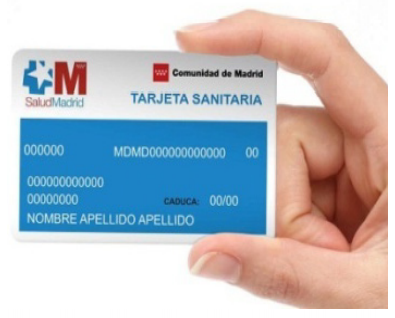 M
SaludMadrid
Comunidad de Madrid
TARJETA SANITARIA
000000 MDMD000000000000 00
000000000000
00000000 CADUCA: 00/00
NOMBRE APELLIDO APELLIDO